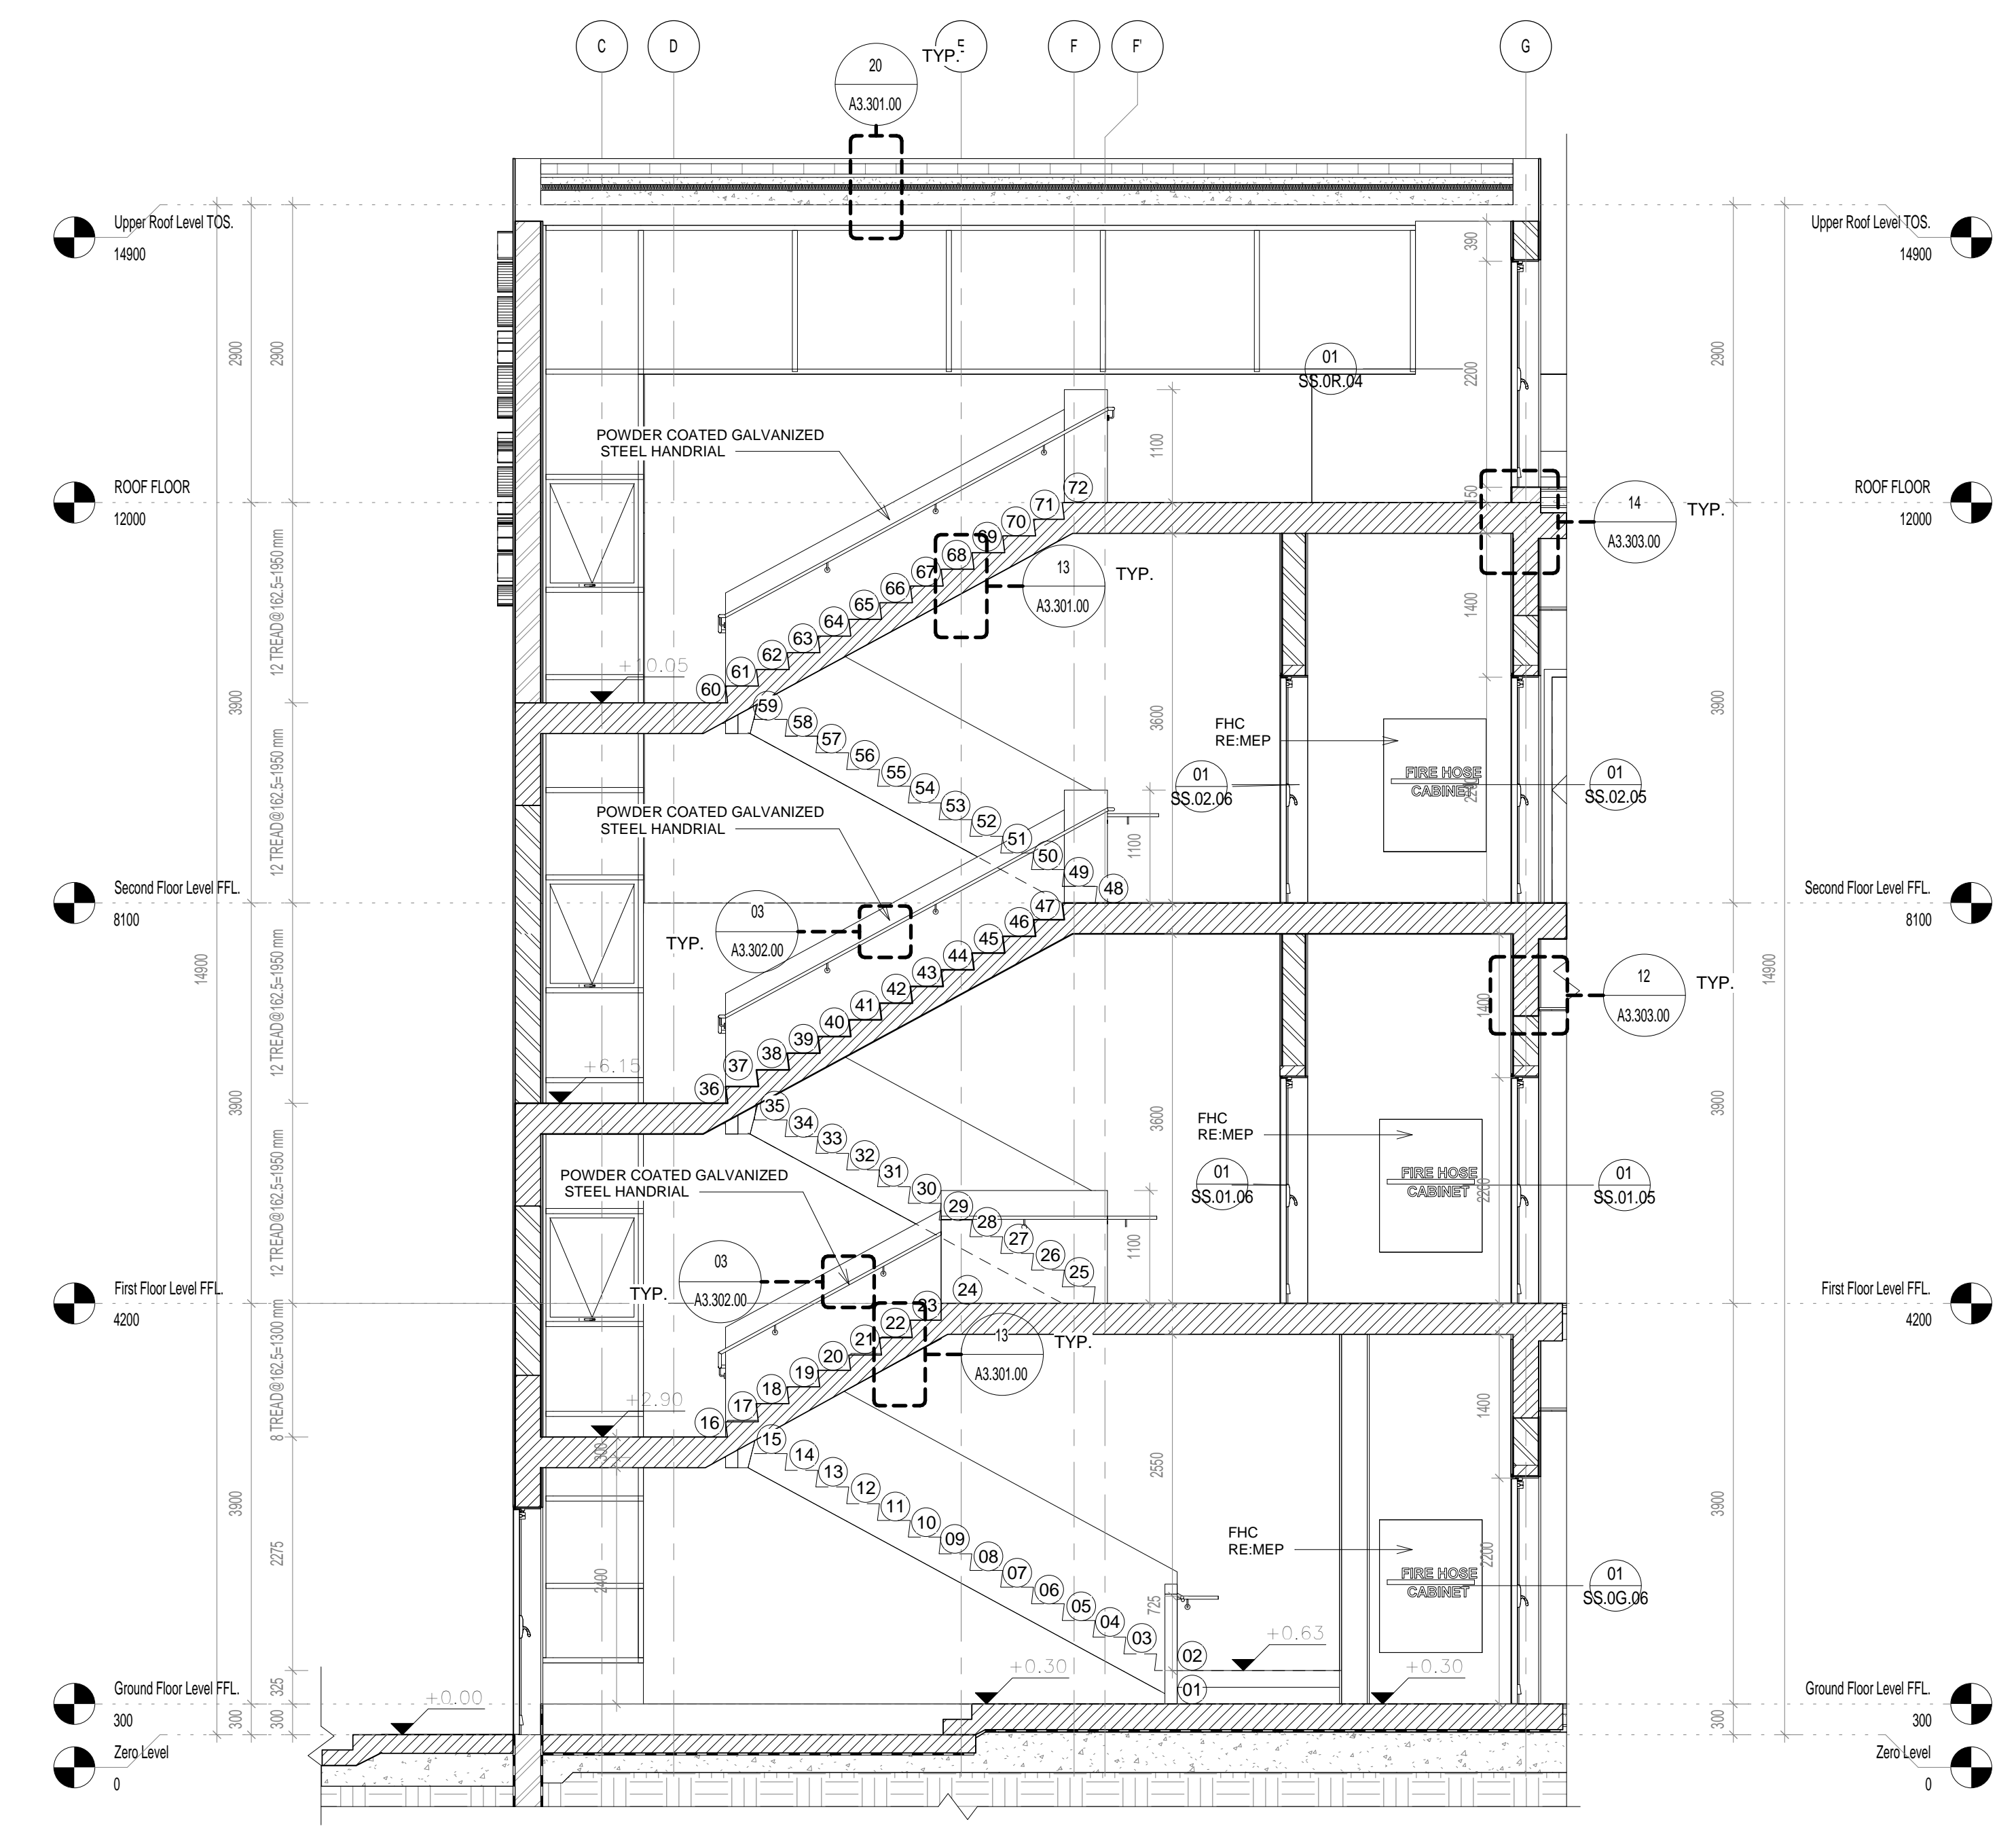 C
D
E
F
F'
G
TYP.
20
A3.301.00
Upper Roof Level TOS.
14900
Upper Roof Level TOS.
14900
390
2900
2900
2200
2900
01
SS.0R.04
POWDER COATED GALVANIZED
STEEL HANDRIAL
1100
ROOF FLOOR
12000
72
71
70
69
68
67
66
65
64
63
62
61
60
150
14
A3.303.00
TYP.
ROOF FLOOR
12000
13
A3.301.00
TYP.
12 TREAD@162.5=1950 mm
1400
+10.05
3900
3600
3900
59
58
57
56
55
54
53
52
51
50
49
48
FHC
RE:MEP
FIRE HOSE
CABINET
2200
01
SS.02.06
01
SS.02.05
12 TREAD@162.5=1950 mm
POWDER COATED GALVANIZED
STEEL HANDRIAL
1100
Second Floor Level FFL.
8100
Second Floor Level FFL.
8100
03
A3.302.00
TYP.
47
46
45
44
43
42
41
40
39
38
37
36
14900
14900
12 TREAD@162.5=1950 mm
1400
12
A3.303.00
TYP.
+6.15
3900
3600
3900
35
34
33
32
31
30
29
28
27
26
25
24
FHC
RE:MEP
FIRE HOSE
CABINET
2200
01
SS.01.06
01
SS.01.05
12 TREAD@162.5=1950 mm
POWDER COATED GALVANIZED
STEEL HANDRIAL
1100
First Floor Level FFL.
4200
First Floor Level FFL.
4200
03
A3.302.00
TYP.
23
22
21
20
19
18
17
16
13
A3.301.00
TYP.
8 TREAD@162.5=1300 mm
+2.90
300
1400
2550
3900
3900
15
14
13
12
11
10
09
08
07
06
05
04
03
02
01
2275
2400
725
FHC
RE:MEP
FIRE HOSE
CABINET
2200
01
SS.0G.06
+0.63
+0.30
+0.30
+0.00
325
300
300
300
Ground Floor Level FFL.
300
Ground Floor Level FFL.
300
Zero Level
0
Zero Level
0